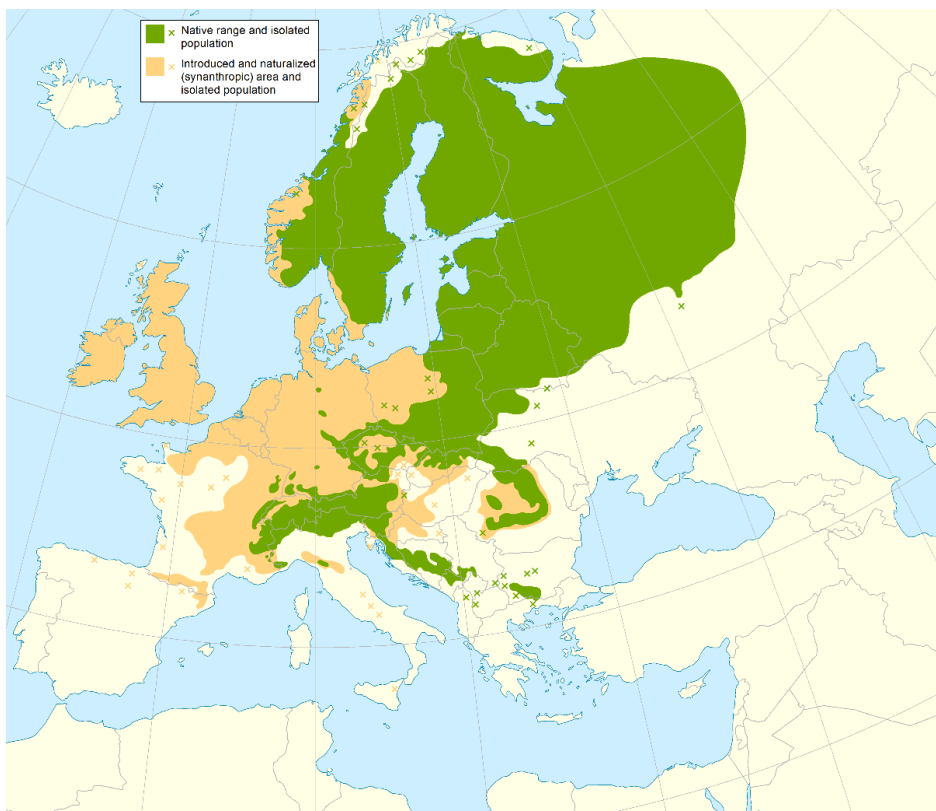 Native range and isolated
population
Introduced and naturalized
(synanthropic) area and
isolated population